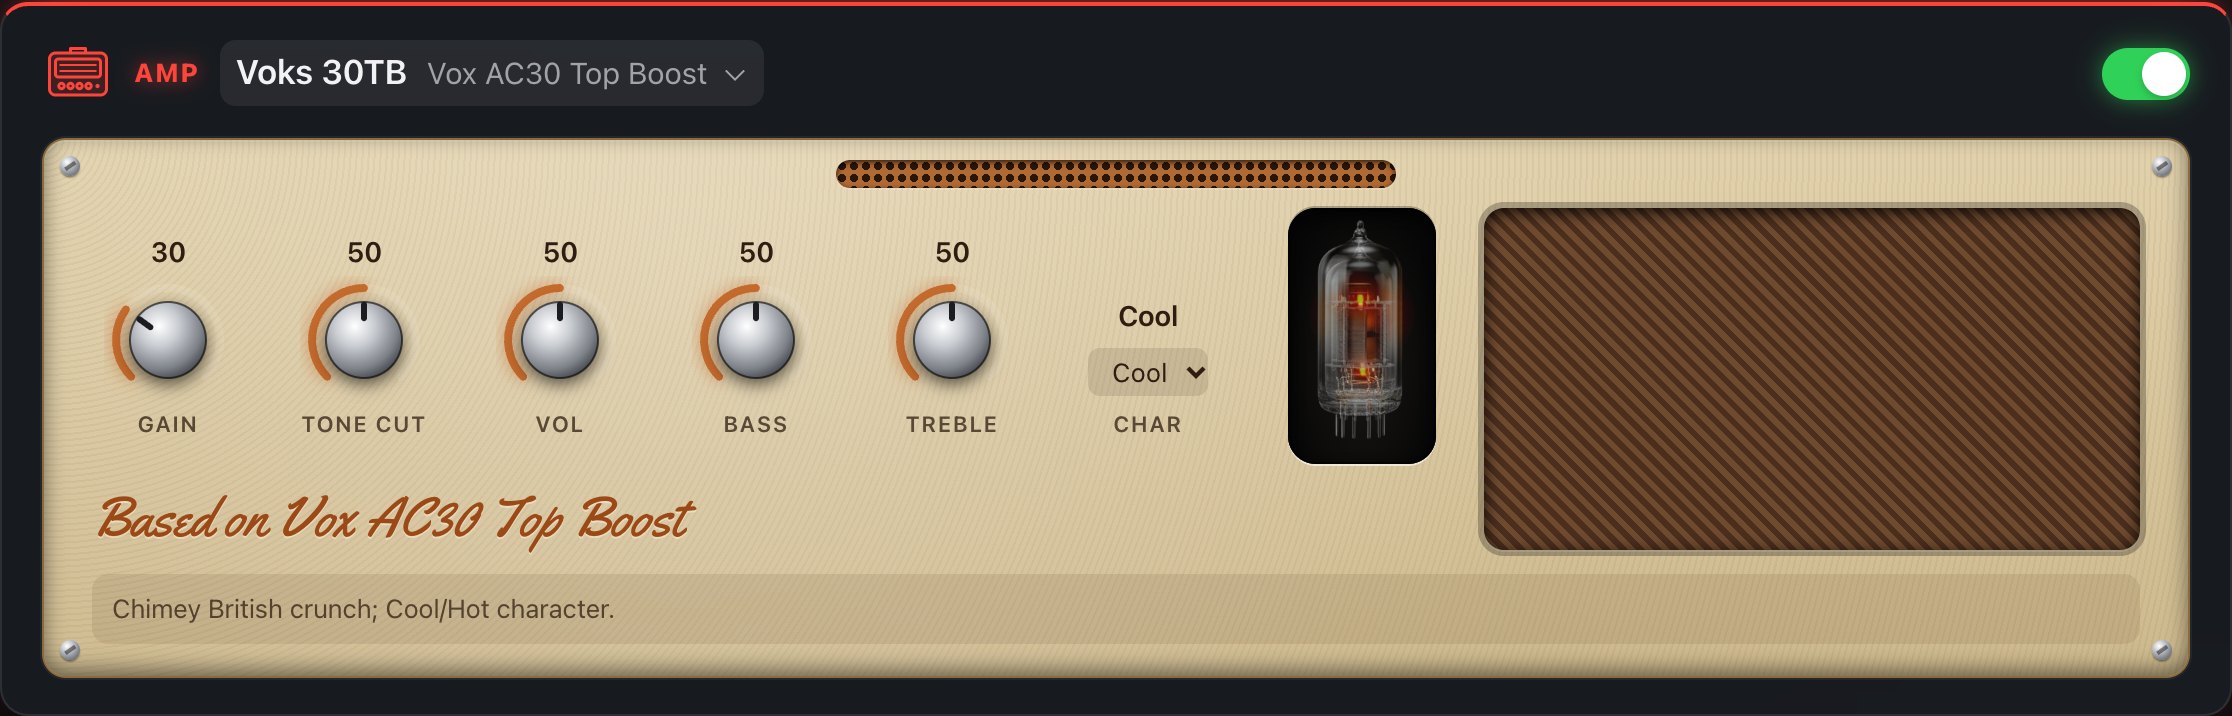 AMP Voks 30TB Vox AC30 Top Boost
30 50 50 50 50
Cool
Cool
GAIN TONE CUT VOL BASS TREBLE CHAR
Based on Vox AC30 Top Boost
Chimey British crunch; Cool/Hot character.